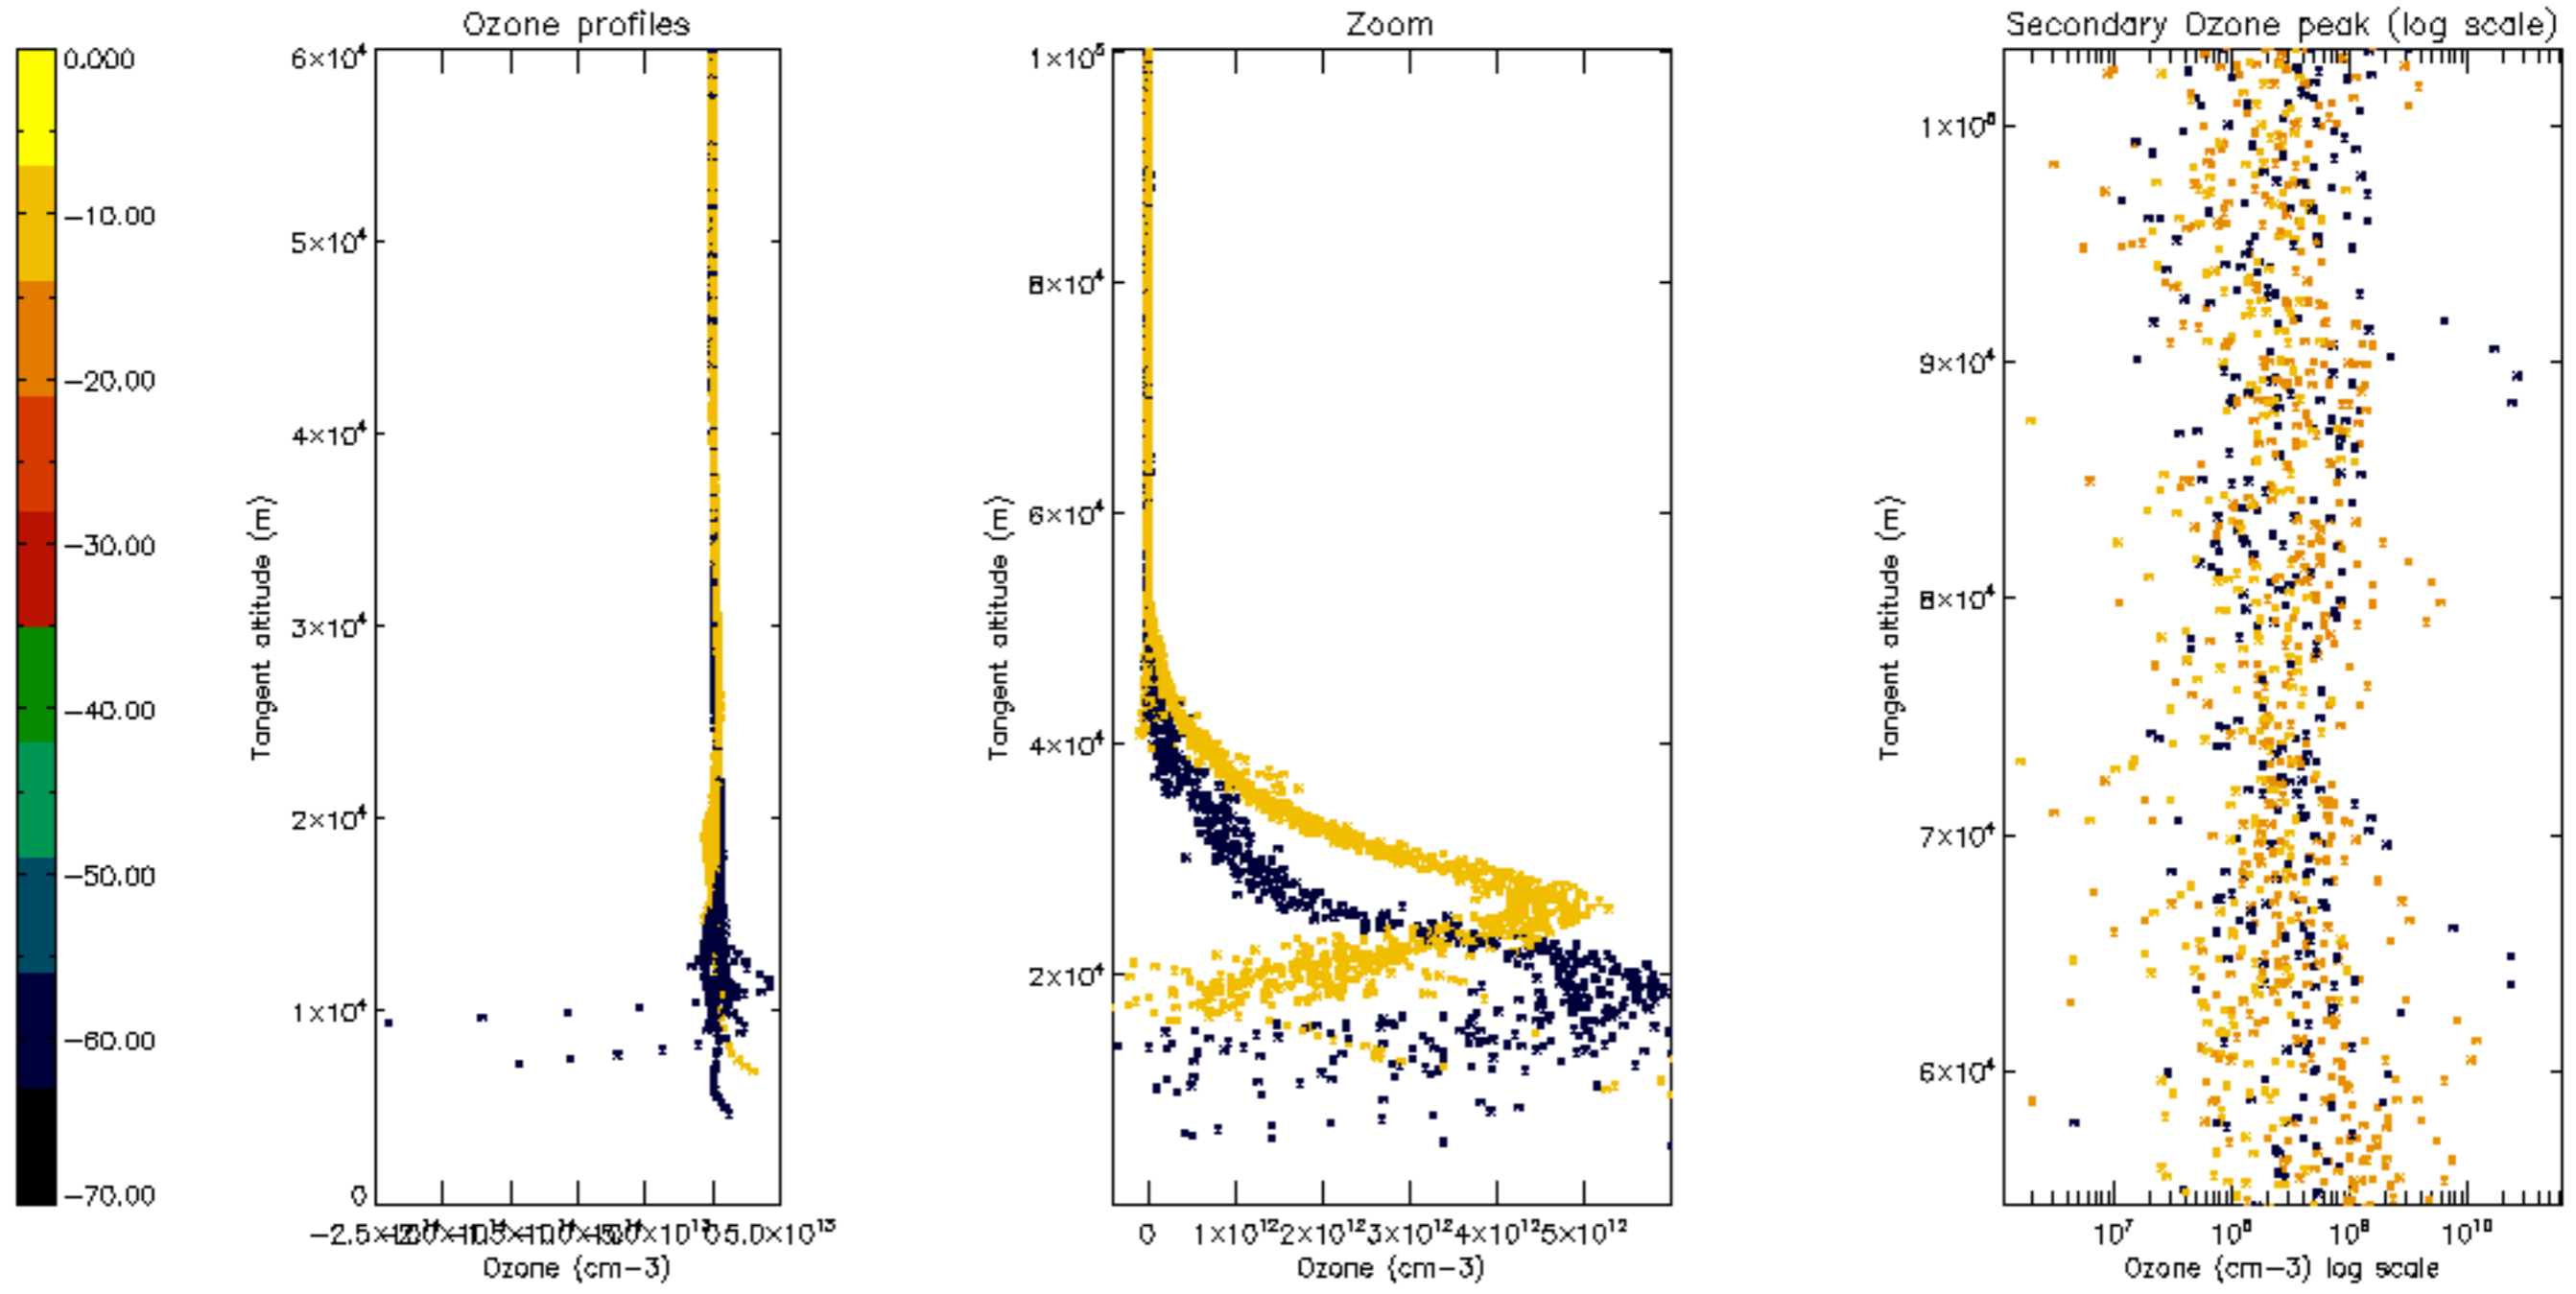 Ozone profiles
Zoom
Secondary Ozone peak (log scale)
0.000
−10.00
−20.00
−30.00
−40.00
−50.00
−60.00
−70.00
Tangent altitude (m)
6×10⁴
5×10⁴
4×10⁴
3×10⁴
2×10⁴
1×10⁴
0
5.0×10¹³
Ozone (cm−3)
Tangent altitude (m)
1×10⁵
8×10⁴
6×10⁴
4×10⁴
2×10⁴
0 1×10¹² 2×10¹² 3×10¹² 4×10¹² 5×10¹²
Ozone (cm−3)
Tangent altitude (m)
1×10⁵
9×10⁴
8×10⁴
7×10⁴
6×10⁴
10⁷ 10⁸ 10⁹ 10¹⁰
Ozone (cm−3) log scale